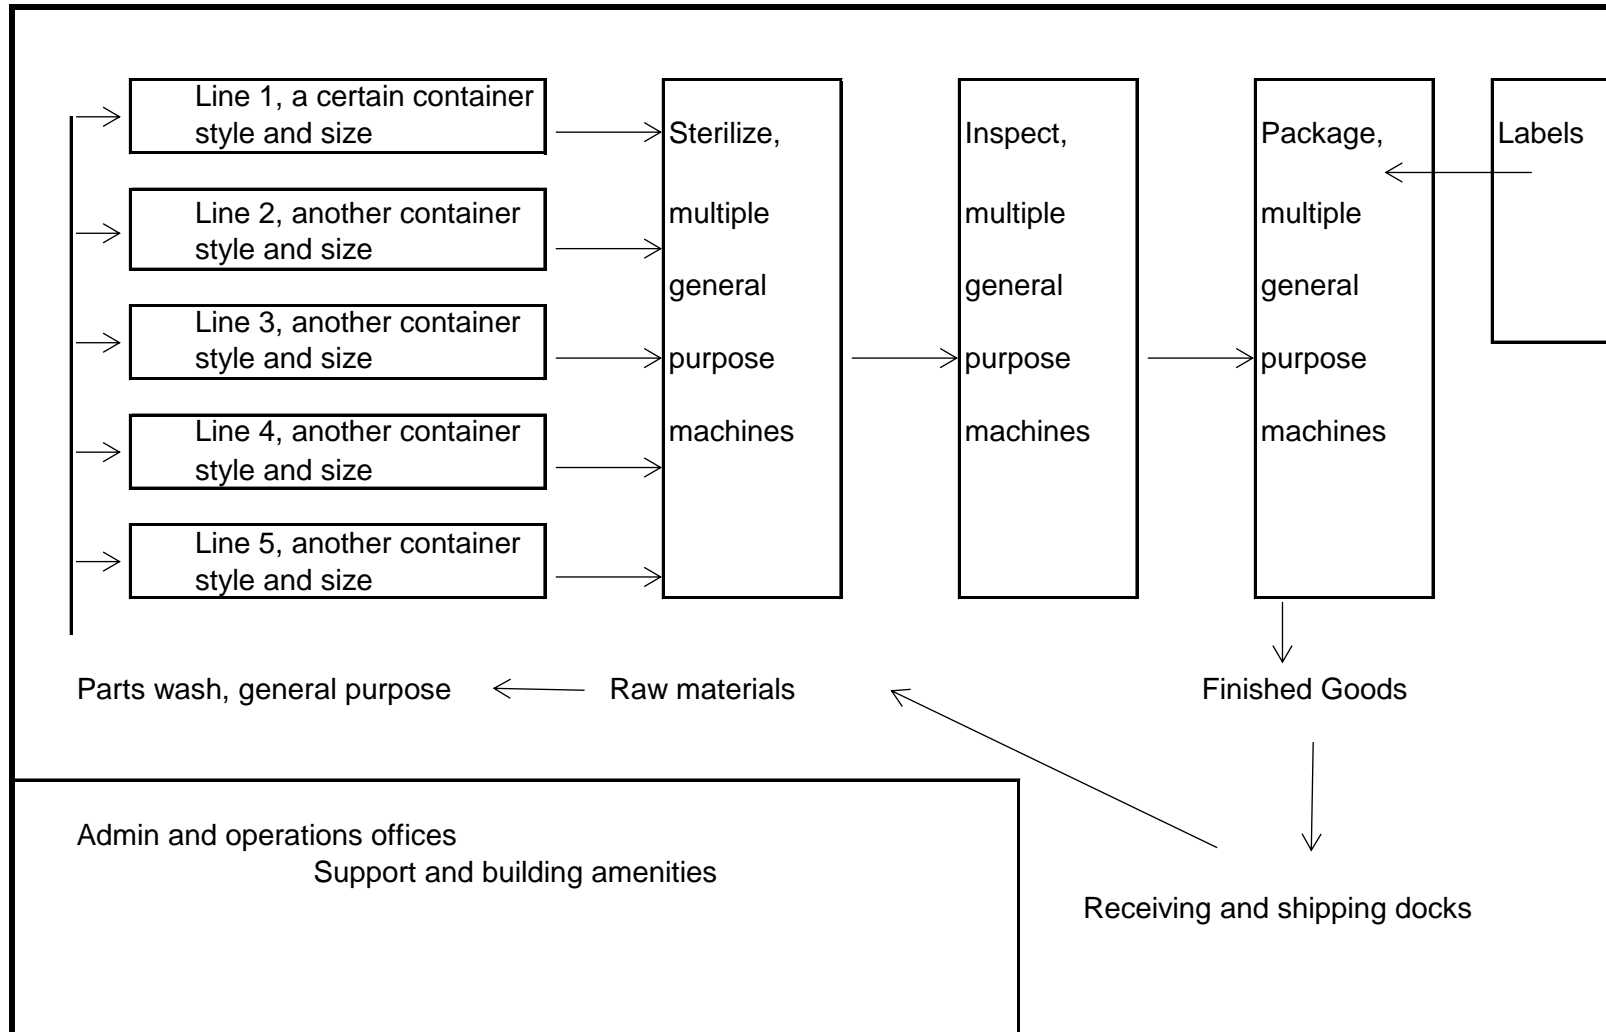 Line 1, a certain container
style and size
Line 2, another container
style and size
Line 3, another container
style and size
Line 4, another container
style and size
Line 5, another container
style and size
Sterilize,
multiple
general
purpose
machines
Inspect,
multiple
general
purpose
machines
Package,
multiple
general
purpose
machines
Labels
Parts wash, general purpose
Raw materials
Finished Goods
Admin and operations offices
Support and building amenities
Receiving and shipping docks